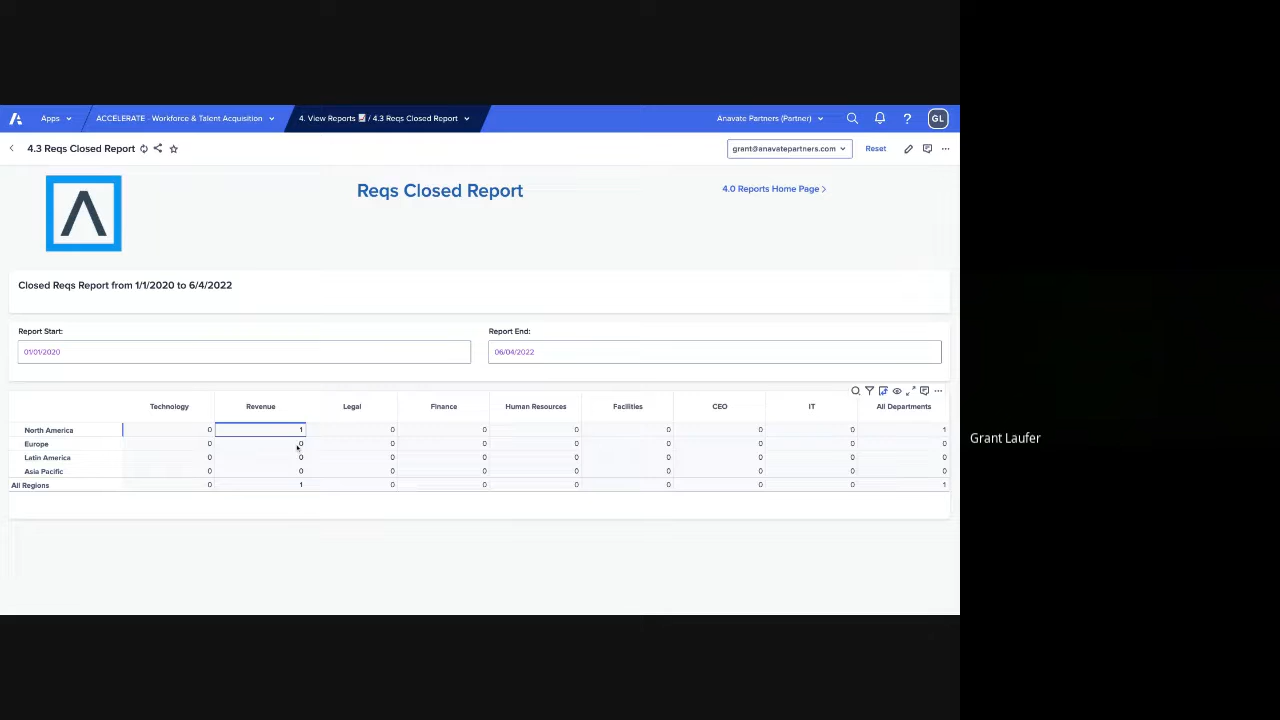 Apps ACCELERATE - Workforce & Talent Acquisition 4. View Reports / 4.3 Reqs Closed Report Anavate Partners (Partner) ? GL
4.3 Reqs Closed Report grant@anavatepartners.com Reset
Reqs Closed Report
4.0 Reports Home Page
Closed Reqs Report from 1/1/2020 to 6/4/2022
Report Start: Report End:
01/01/2020 06/04/2022
Technology Revenue Legal Finance Human Resources Facilities CEO IT All Departments
North America 0 1 0 0 0 0 0 0 1
Europe 0 0 0 0 0 0 0 0 0
Latin America 0 0 0 0 0 0 0 0 0
Asia Pacific 0 0 0 0 0 0 0 0 0
All Regions 0 1 0 0 0 0 0 0 1
Grant Laufer